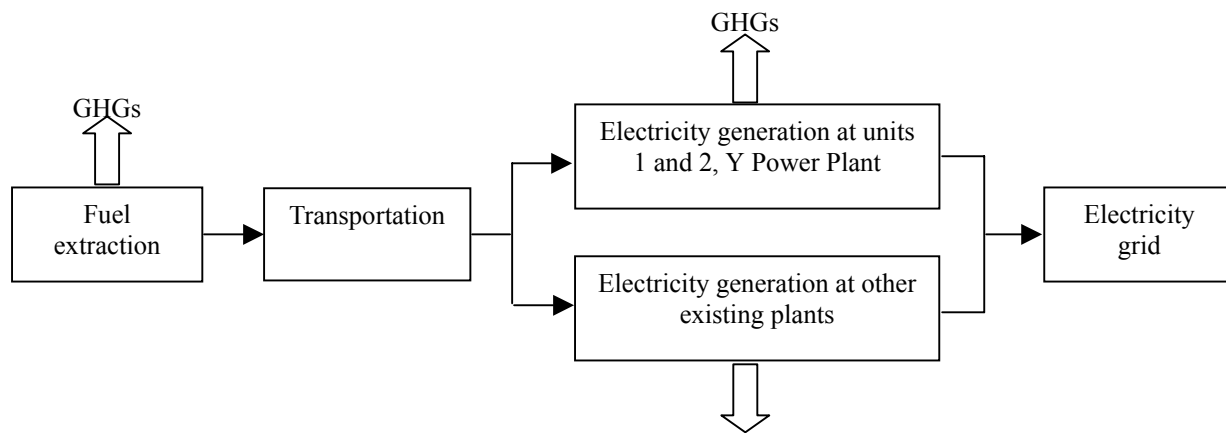 GHGs
GHGs
Fuel
extraction
Transportation
Electricity generation at units
1 and 2, Y Power Plant
Electricity generation at other
existing plants
Electricity
grid